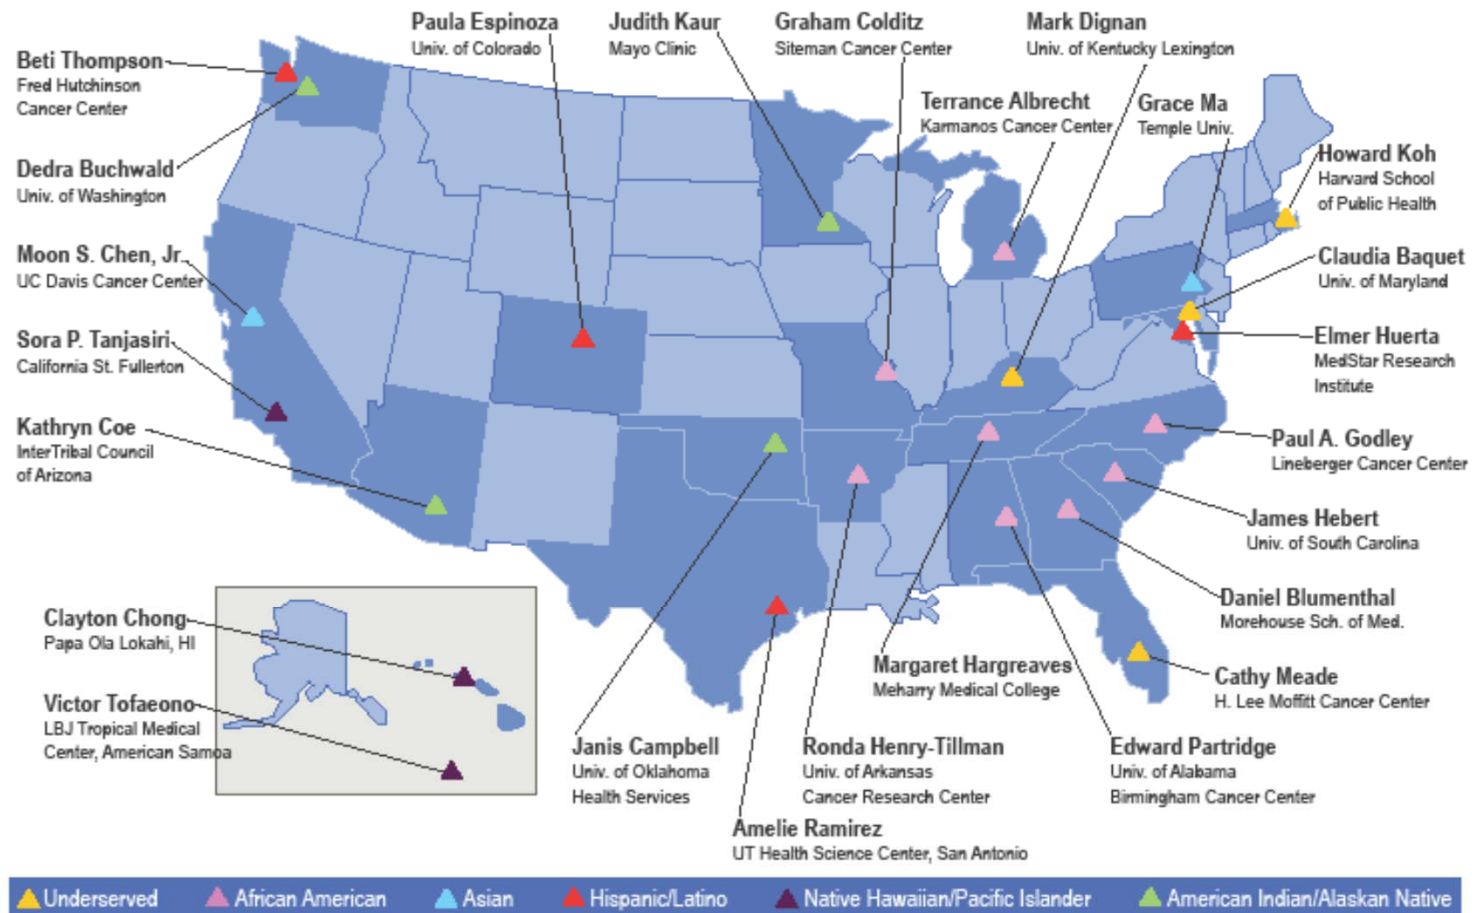 Paula Espinoza
Univ. of Colorado
Judith Kaur
Mayo Clinic
Graham Colditz
Siteman Cancer Center
Mark Dignan
Univ. of Kentucky Lexington
Beti Thompson
Fred Hutchinson
Cancer Center
Terrance Albrecht
Karmanos Cancer Center
Grace Ma
Temple Univ.
Howard Koh
Harvard School
of Public Health
Dedra Buchwald
Univ. of Washington
Moon S. Chen, Jr.
UC Davis Cancer Center
Claudia Baquet
Univ. of Maryland
Sora P. Tanjasiri
California St. Fullerton
Elmer Huerta
MedStar Research
Institute
Kathryn Coe
InterTribal Council
of Arizona
Paul A. Godley
Lineberger Cancer Center
James Hebert
Univ. of South Carolina
Daniel Blumenthal
Morehouse Sch. of Med.
Clayton Chong
Papa Ola Lokahi, HI
Margaret Hargreaves
Meharry Medical College
Cathy Meade
H. Lee Moffitt Cancer Center
Victor Tofaeono
LBJ Tropical Medical
Center, American Samoa
Janis Campbell
Univ. of Oklahoma
Health Services
Ronda Henry-Tillman
Univ. of Arkansas
Cancer Research Center
Edward Partridge
Univ. of Alabama
Birmingham Cancer Center
Amelie Ramirez
UT Health Science Center, San Antonio
Underserved African American Asian Hispanic/Latino Native Hawaiian/Pacific Islander American Indian/Alaskan Native